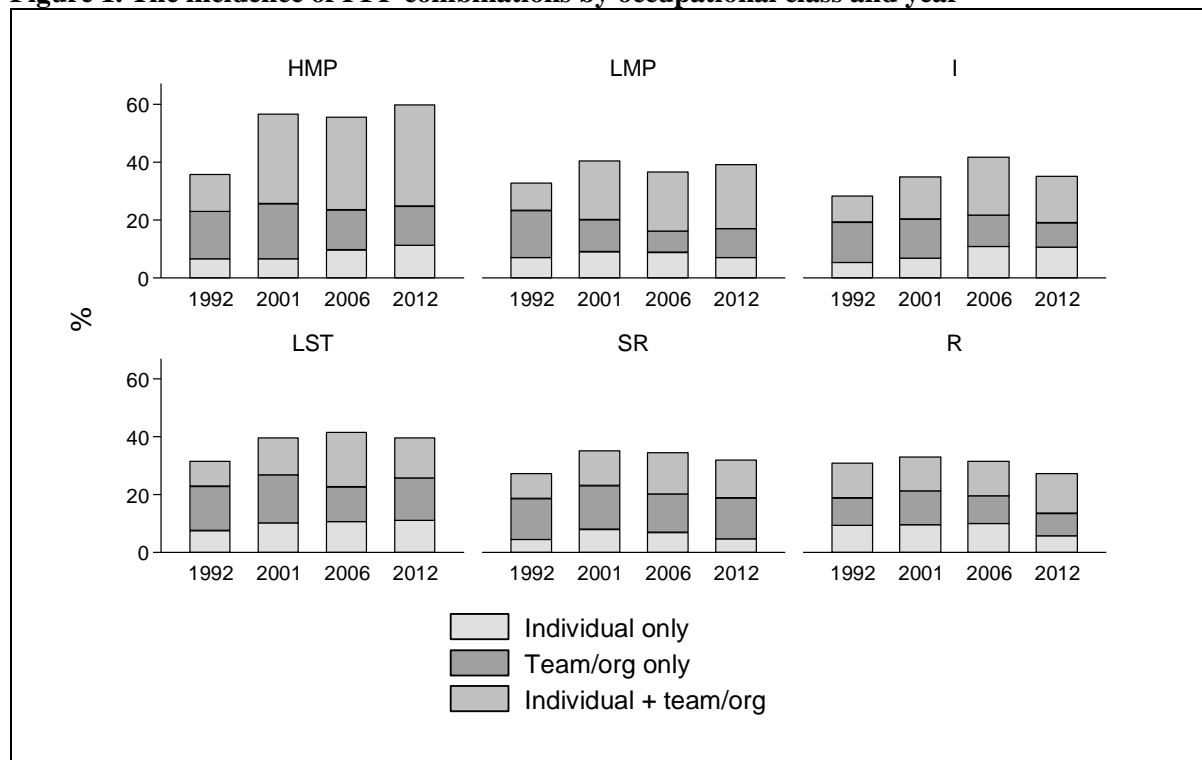 Figure 1. The incidence of PFP combinations by occupational class and year
HMP LMP I
60
40
20
0
1992 2001 2006 2012 1992 2001 2006 2012 1992 2001 2006 2012
%
LST SR R
60
40
20
0
1992 2001 2006 2012 1992 2001 2006 2012 1992 2001 2006 2012
Individual only
Team/org only
Individual + team/org